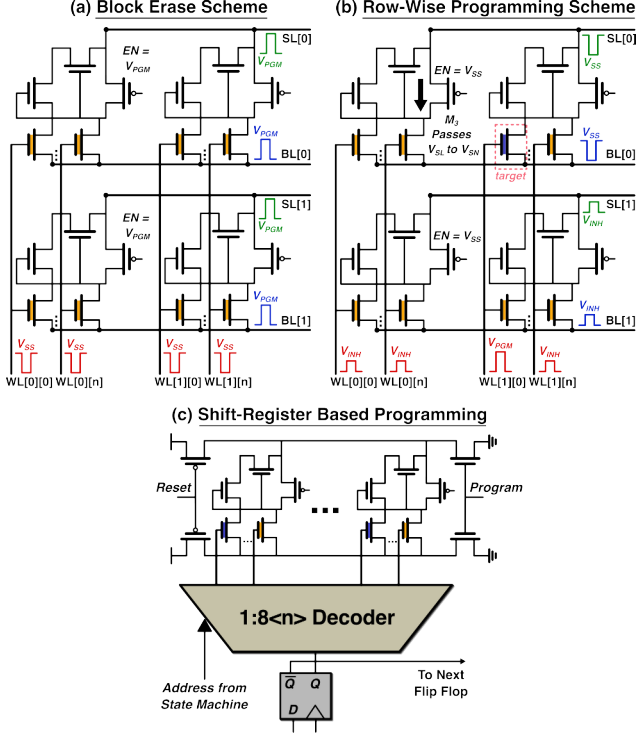 (a) Block Erase Scheme
SL[0]
EN =
VPGM
VPGM
VPGM
BL[0]
SL[1]
EN =
VPGM
VPGM
VPGM
BL[1]
VSS
VSS
VSS
VSS
WL[0][0] WL[0][n]
WL[1][0] WL[1][n]
(b) Row-Wise Programming Scheme
SL[0]
VSS
EN = VSS
M3
Passes
VSL to VSN
VSS
target
BL[0]
SL[1]
VINH
EN = VSS
VINH
BL[1]
VINH
VINH
VPGM
VINH
WL[0][0] WL[0][n]
WL[1][0] WL[1][n]
(c) Shift-Register Based Programming
Reset
...
Program
... ...
1:8<n> Decoder
Address from
State Machine
Q Q
D
To Next
Flip Flop